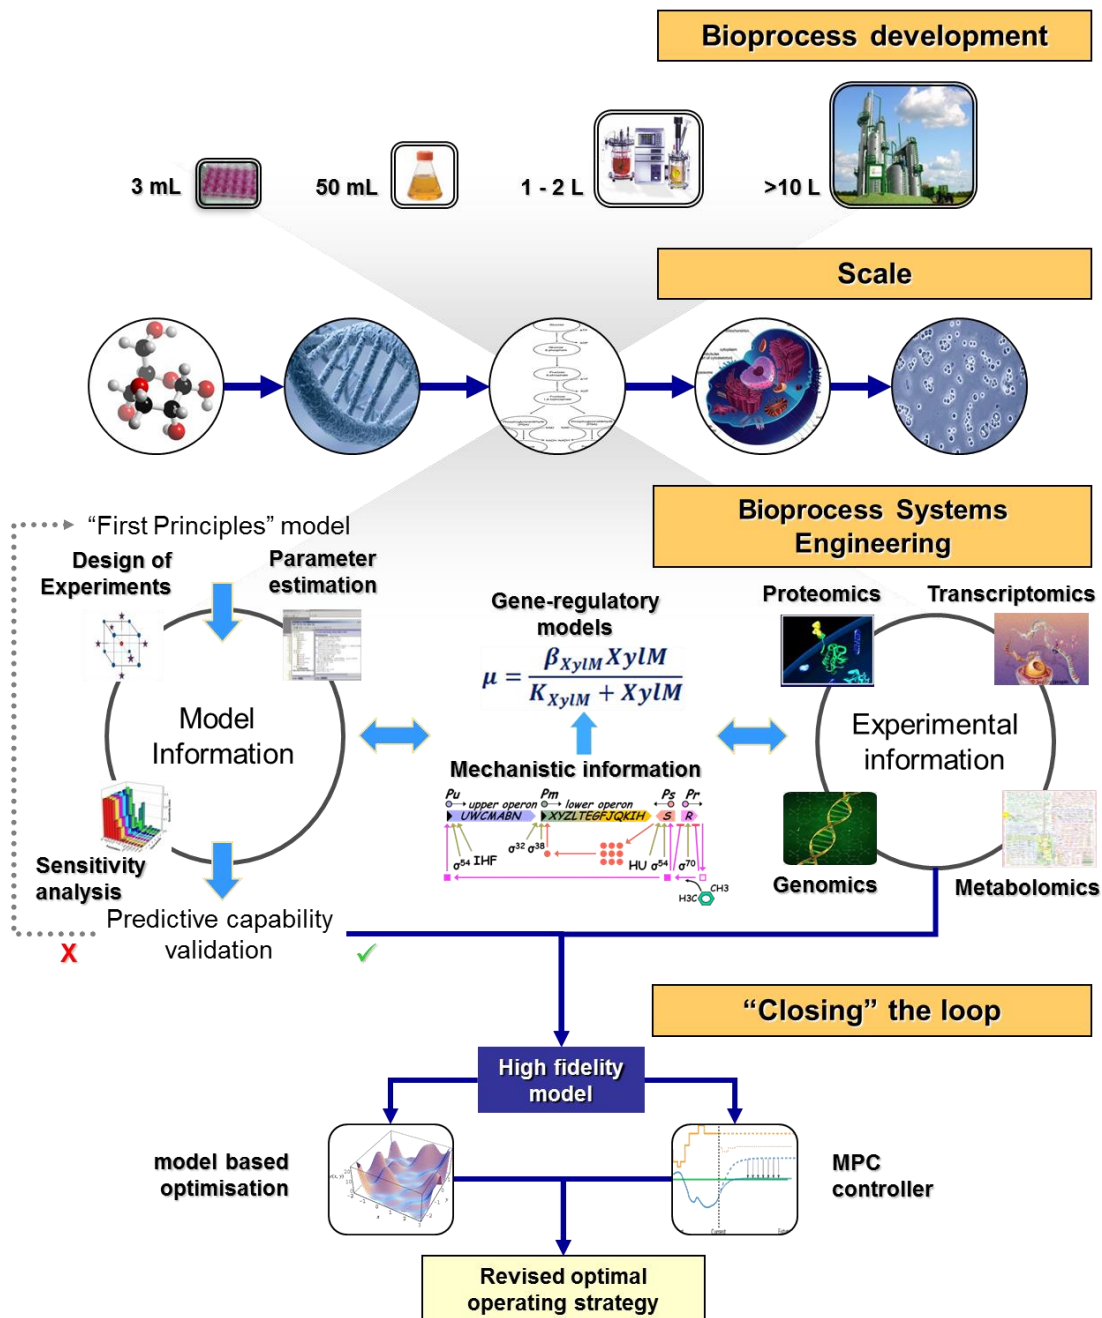 Bioprocess development
3 mL
50 mL
1 - 2 L
>10 L
Scale
Bioprocess Systems
Engineering
“First Principles” model
Design of
Experiments
Parameter
estimation
Model
Information
Sensitivity
analysis
Predictive capability
validation
X
✓
Gene-regulatory
models
μ = β_XylM XylM / K_XylM + XylM
Mechanistic information
Pu Pm Ps Pr
upper operon lower operon
UWCMABN XYZLTEGFJQKIH S R
σ54 IHF σ32 σ38 HU σ54 σ70
CH3
H3C
Proteomics
Transcriptomics
Experimental
information
Genomics
Metabolomics
“Closing” the loop
High fidelity
model
model based
optimisation
MPC
controller
Revised optimal
operating strategy